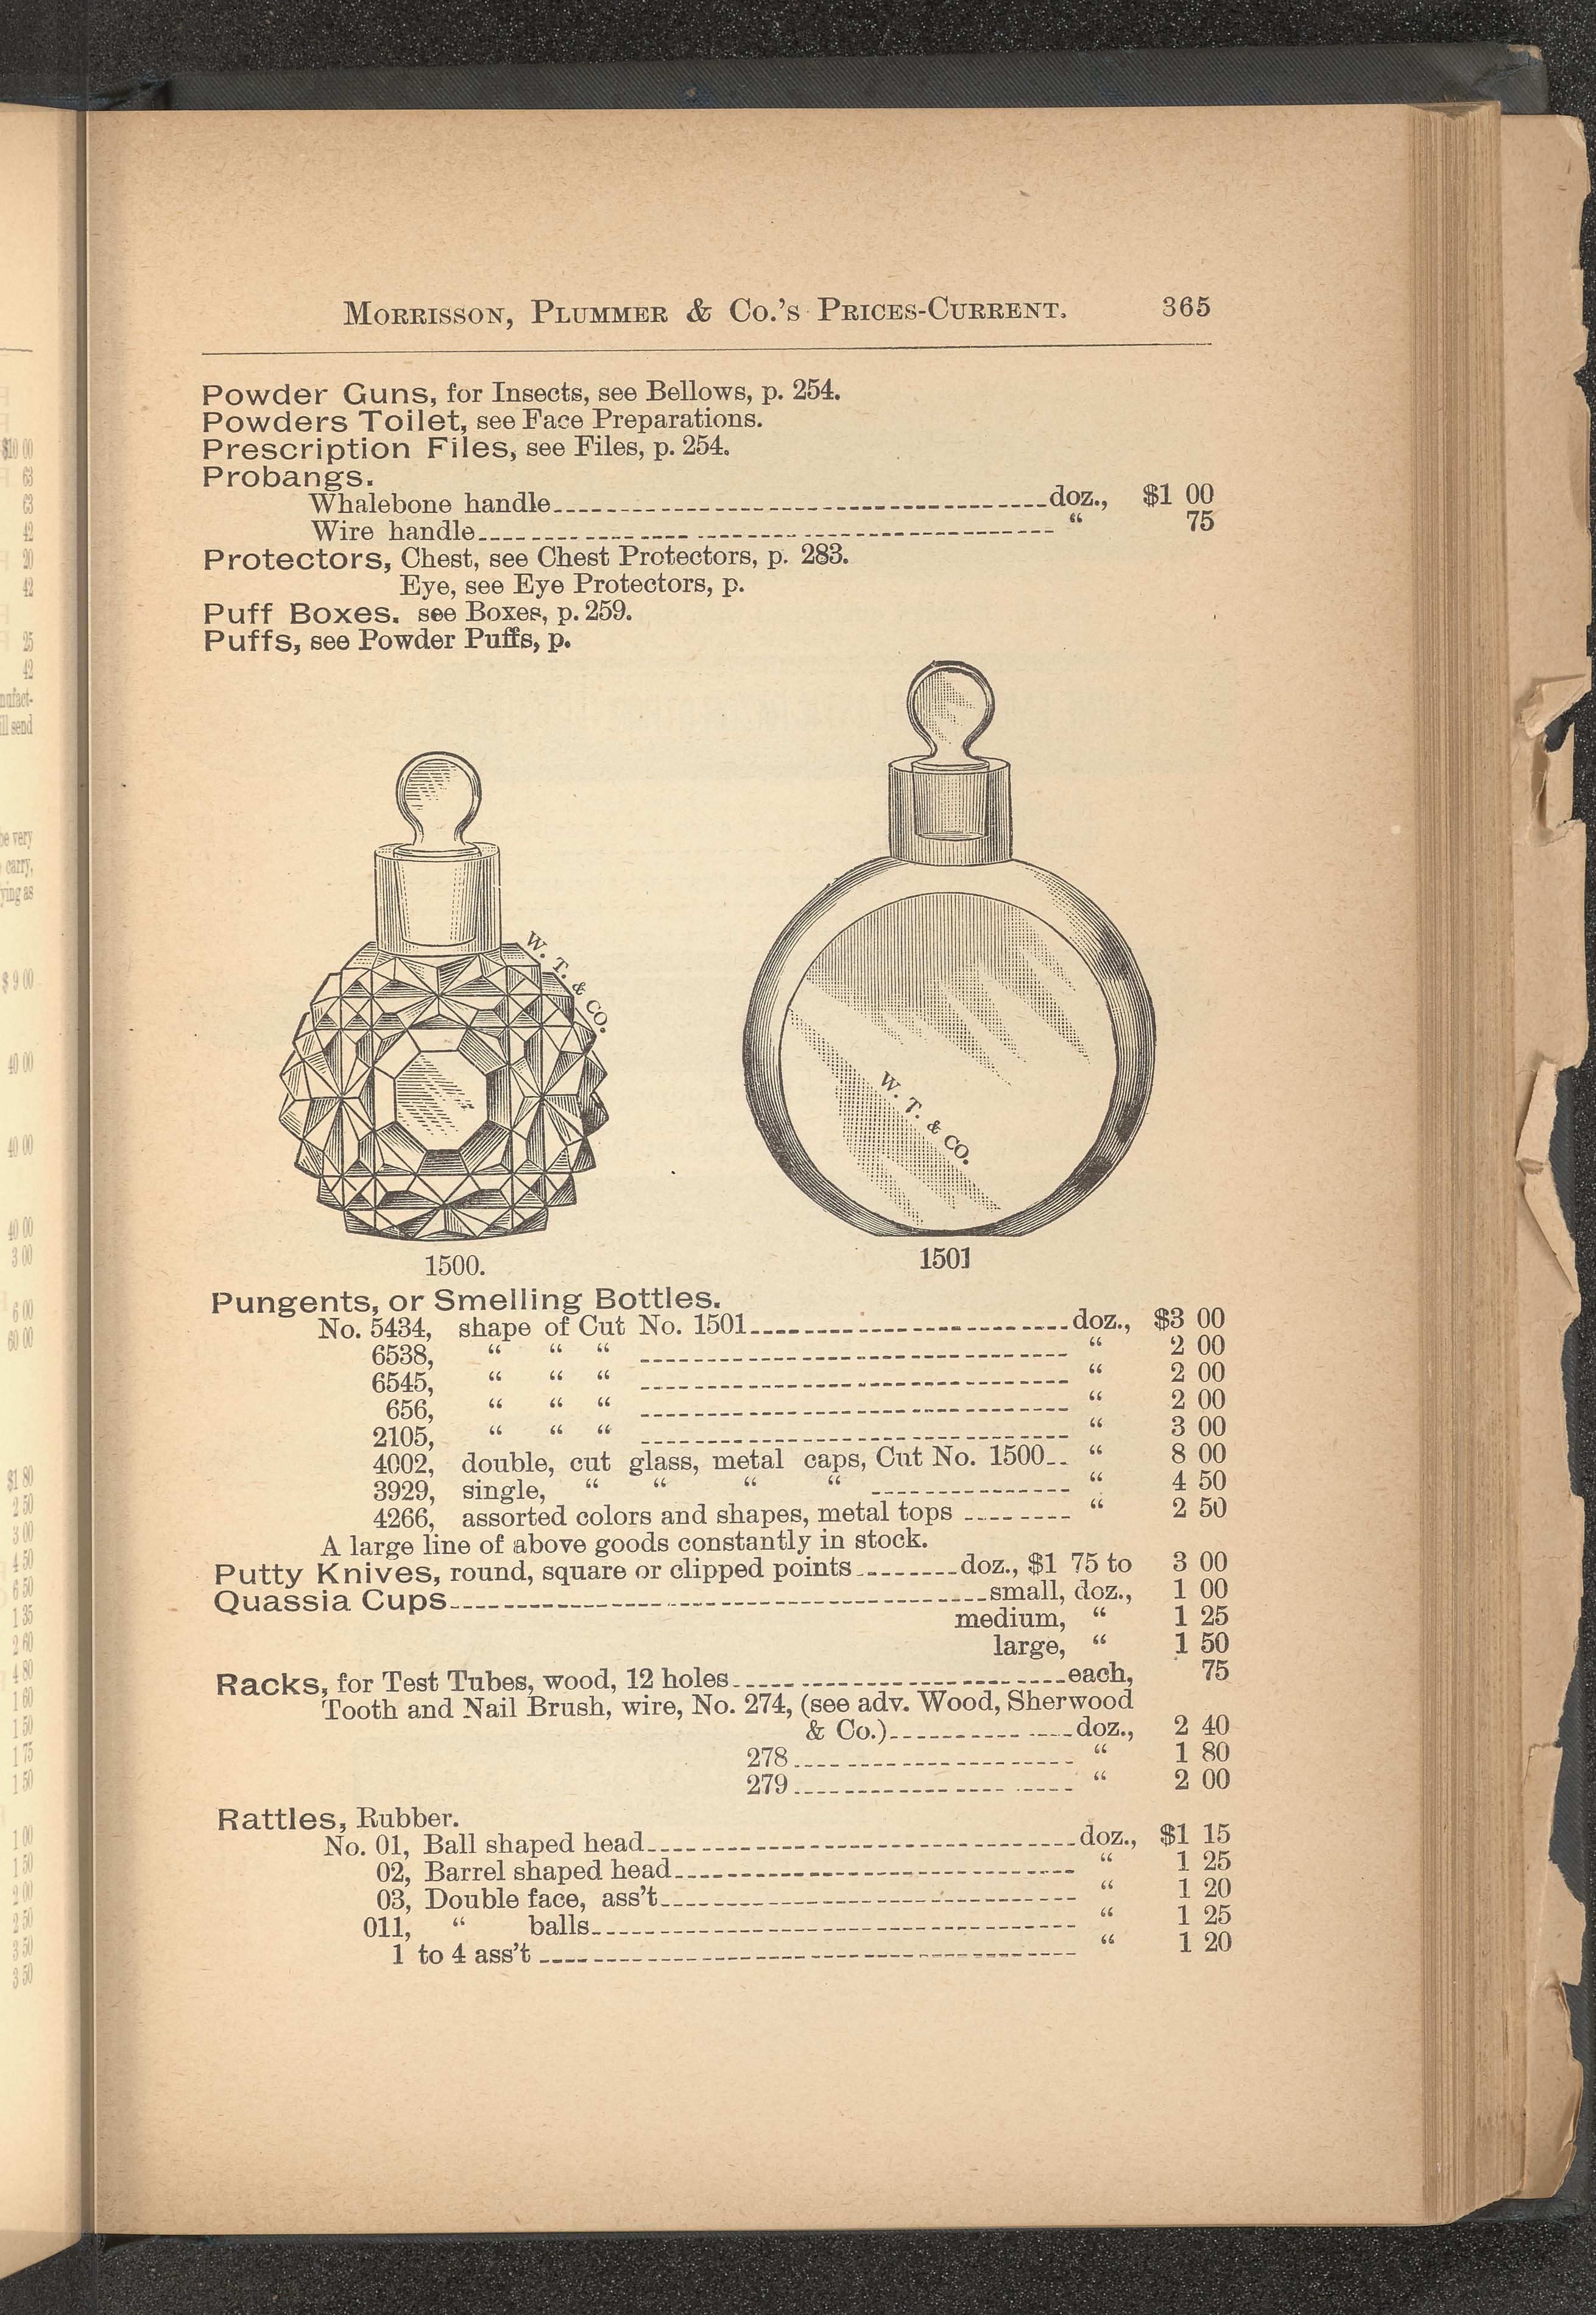 MORRISSON, PLUMMER & CO.'S PRICES-CURRENT. 365
Powder Guns, for Insects, see Bellows, p. 254.
Powders Toilet, see Face Preparations.
Prescription Files, see Files, p. 254.
Probangs.
Whalebone handle doz., $1 00
Wire handle “ 75
Protectors, Chest, see Chest Protectors, p. 283.
Eye, see Eye Protectors, p.
Puff Boxes. see Boxes, p. 259.
Puffs, see Powder Puffs, p.
W. T. & CO.
W. T. & CO.
1500. 1501
Pungents, or Smelling Bottles.
No. 5434, shape of Cut No. 1501 doz., $3 00
6538, “ “ “ “ 2 00
6545, “ “ “ “ 2 00
656, “ “ “ “ 2 00
2105, “ “ “ “ 3 00
4002, double, cut glass, metal caps, Cut No. 1500 “ 8 00
3929, single, “ “ “ “ “ 4 50
4266, assorted colors and shapes, metal tops “ 2 50
A large line of above goods constantly in stock.
Putty Knives, round, square or clipped points doz., $1 75 to 3 00
Quassia Cups small, doz., 1 00
medium, “ 1 25
large, “ 1 50
Racks, for Test Tubes, wood, 12 holes each, 75
Tooth and Nail Brush, wire, No. 274, (see adv. Wood, Sherwood
& Co.) doz., 2 40
278 “ 1 80
279 “ 2 00
Rattles, Rubber.
No. 01, Ball shaped head doz., $1 15
02, Barrel shaped head “ 1 25
03, Double face, ass't “ 1 20
011, “ balls “ 1 25
1 to 4 ass't “ 1 20